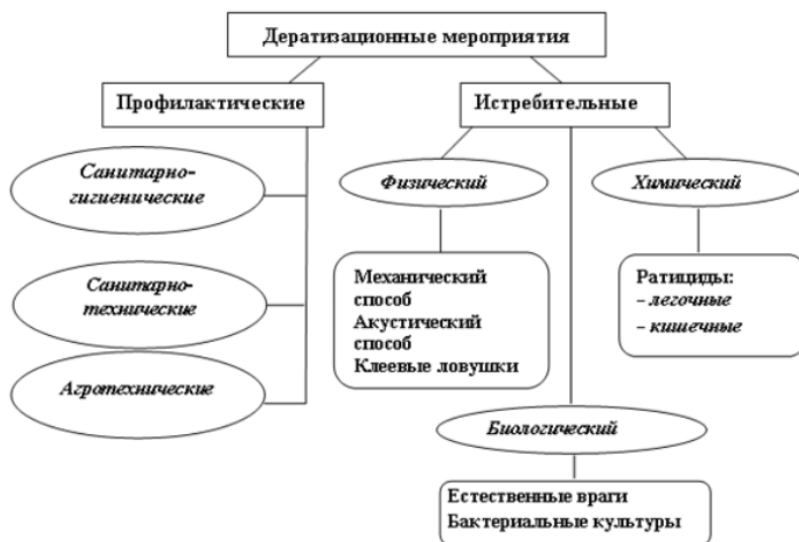 Дератизационные мероприятия
Профилактические
Истребительные
Санитарно-
гигиенические
Физический
Химический
Механический
способ
Акустический
способ
Клеевые ловушки
Ратициды:
– легочные
– кишечные
Санитарно-
технические
Агротехнические
Биологический
Естественные враги
Бактериальные культуры